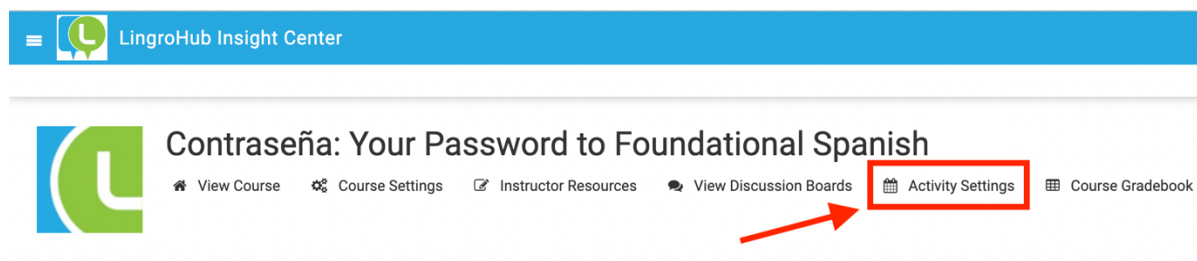 LingroHub Insight Center
Contraseña: Your Password to Foundational Spanish
View Course Course Settings Instructor Resources View Discussion Boards Activity Settings Course Gradebook